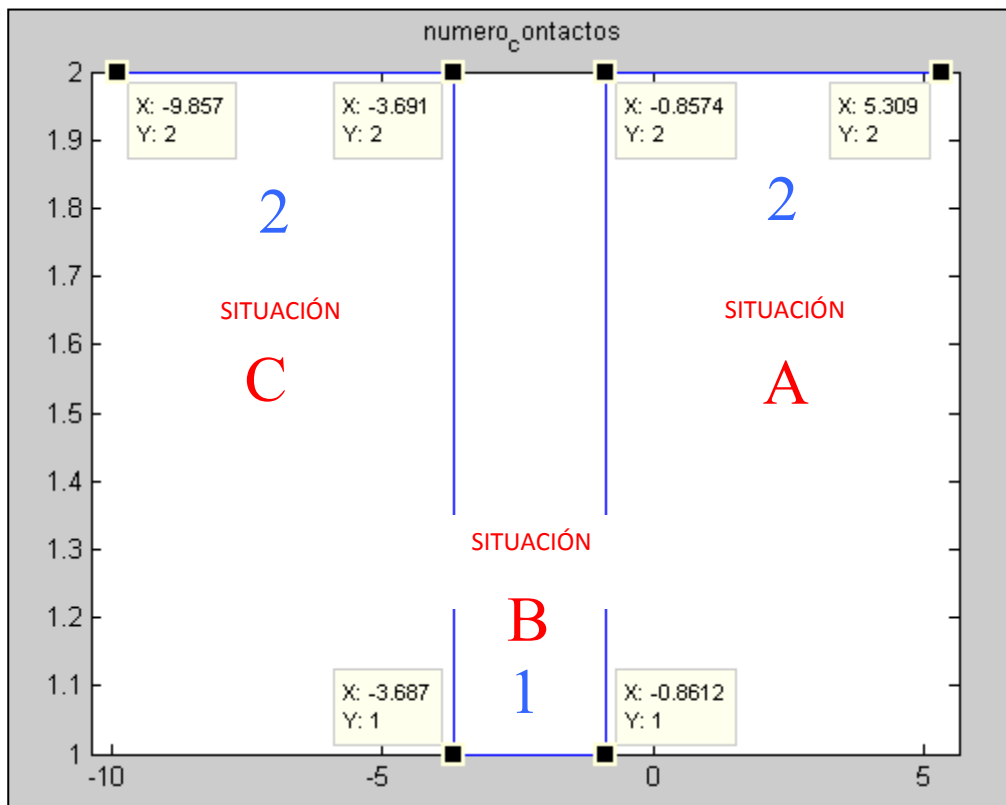 numero_contactos
2
1.9
1.8
1.7
1.6
1.5
1.4
1.3
1.2
1.1
1
X: -9.857
Y: 2
X: -3.691
Y: 2
X: -0.8574
Y: 2
X: 5.309
Y: 2
2
2
SITUACIÓN
C
SITUACIÓN
A
SITUACIÓN
B
1
X: -3.687
Y: 1
X: -0.8612
Y: 1
-10 -5 0 5